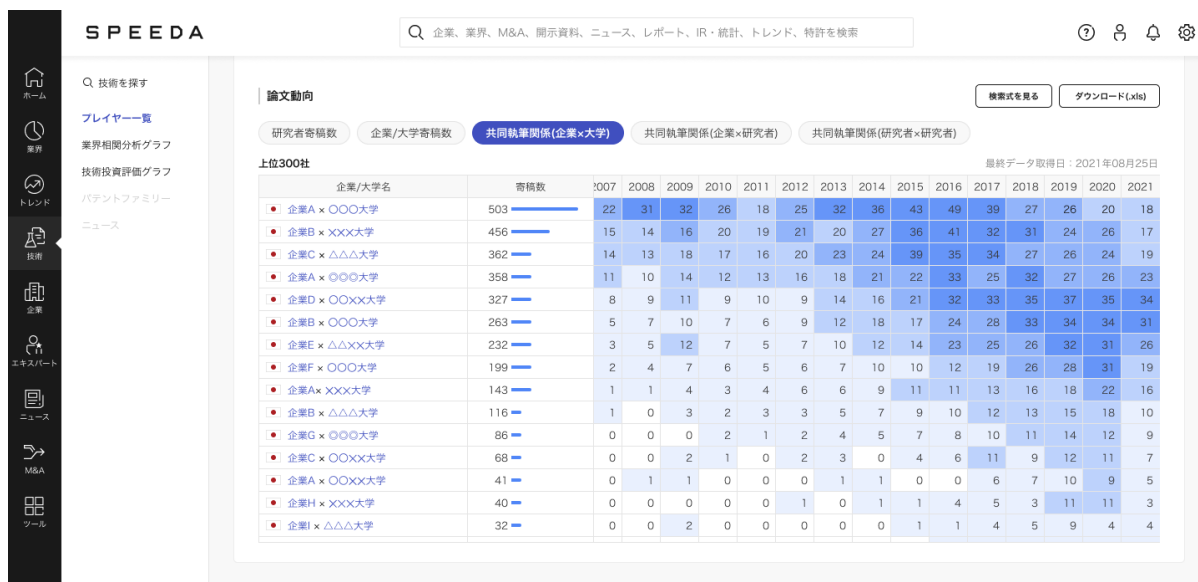 SPEEDA
企業、業界、M&A、開示資料、ニュース、レポート、IR・統計、トレンド、特許を検索
ホーム
業界
トレンド
技術
企業
エキスパート
ニュース
M&A
ツール
技術を探す
プレイヤー一覧
業界相関分析グラフ
技術投資評価グラフ
パテントファミリー
ニュース
論文動向
検索式を見る ダウンロード(.xls)
研究者寄稿数 企業/大学寄稿数 共同執筆関係(企業×大学) 共同執筆関係(企業×研究者) 共同執筆関係(研究者×研究者)
上位300社 最終データ取得日:2021年08月25日
企業/大学名 寄稿数 2007 2008 2009 2010 2011 2012 2013 2014 2015 2016 2017 2018 2019 2020 2021
企業A × 〇〇〇大学 503 22 31 32 26 18 25 32 36 43 49 39 27 26 20 18
企業B × ×××大学 456 15 14 16 20 19 21 20 27 36 41 32 31 24 26 17
企業C × △△△大学 362 14 13 18 17 16 20 23 24 39 35 34 27 26 24 19
企業A × ◎◎◎大学 358 11 10 14 12 13 16 18 21 22 33 25 32 27 26 23
企業D × 〇〇××大学 327 8 9 11 9 10 9 14 16 21 32 33 35 37 35 34
企業B × 〇〇〇大学 263 5 7 10 7 6 9 12 18 17 24 28 33 34 34 31
企業E × △△××大学 232 3 5 12 7 5 7 10 12 14 23 25 26 32 31 26
企業F × 〇〇〇大学 199 2 4 7 6 5 6 7 10 10 12 19 26 28 31 19
企業A× ×××大学 143 1 1 4 3 4 6 6 9 11 11 13 16 18 22 16
企業B × △△△大学 116 1 0 3 2 3 3 5 7 9 10 12 13 15 18 10
企業G × ◎◎◎大学 86 0 0 0 2 1 2 4 5 7 8 10 11 14 12 9
企業C × 〇〇××大学 68 0 0 2 1 0 2 3 0 4 6 11 9 12 11 7
企業A × 〇〇××大学 41 0 1 1 0 0 0 1 1 0 0 6 7 10 9 5
企業H × ×××大学 40 0 0 0 0 0 1 0 1 1 4 5 3 11 11 3
企業I × △△△大学 32 0 0 2 0 0 0 0 0 1 1 4 5 9 4 4